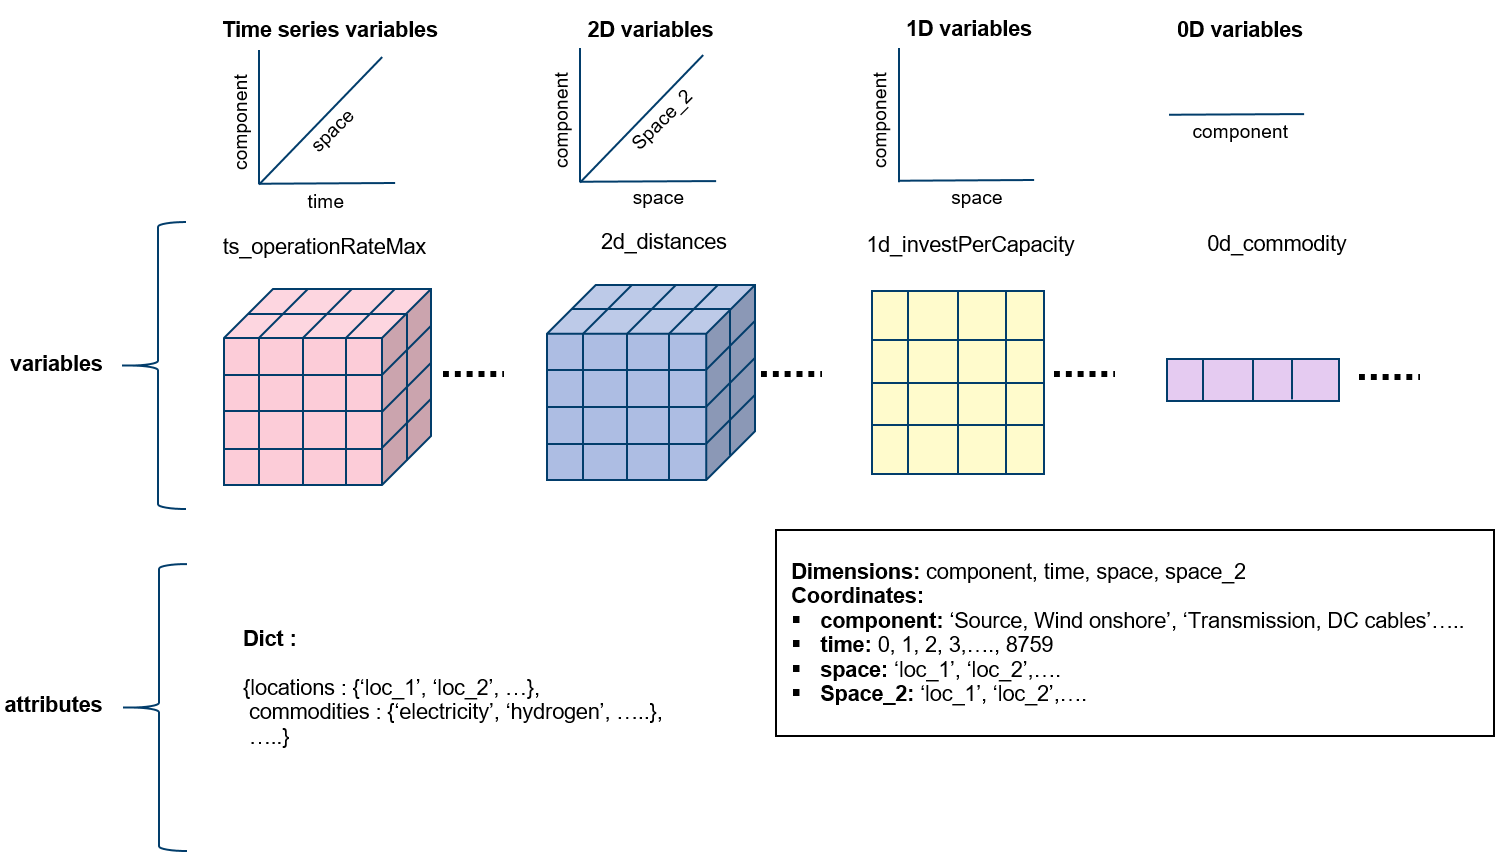 Time series variables
2D variables
1D variables
0D variables
component
space
time
component
Space_2
space
component
space
component
variables
ts_operationRateMax
2d_distances
1d_investPerCapacity
0d_commodity
attributes
Dict :
{locations : {‘loc_1’, ‘loc_2’, …},
commodities : {‘electricity’, ‘hydrogen’, …..},
…..}
Dimensions: component, time, space, space_2
Coordinates:
▪ component: ‘Source, Wind onshore’, ‘Transmission, DC cables’…..
▪ time: 0, 1, 2, 3,…., 8759
▪ space: ‘loc_1’, ‘loc_2’,….
▪ Space_2: ‘loc_1’, ‘loc_2’,….